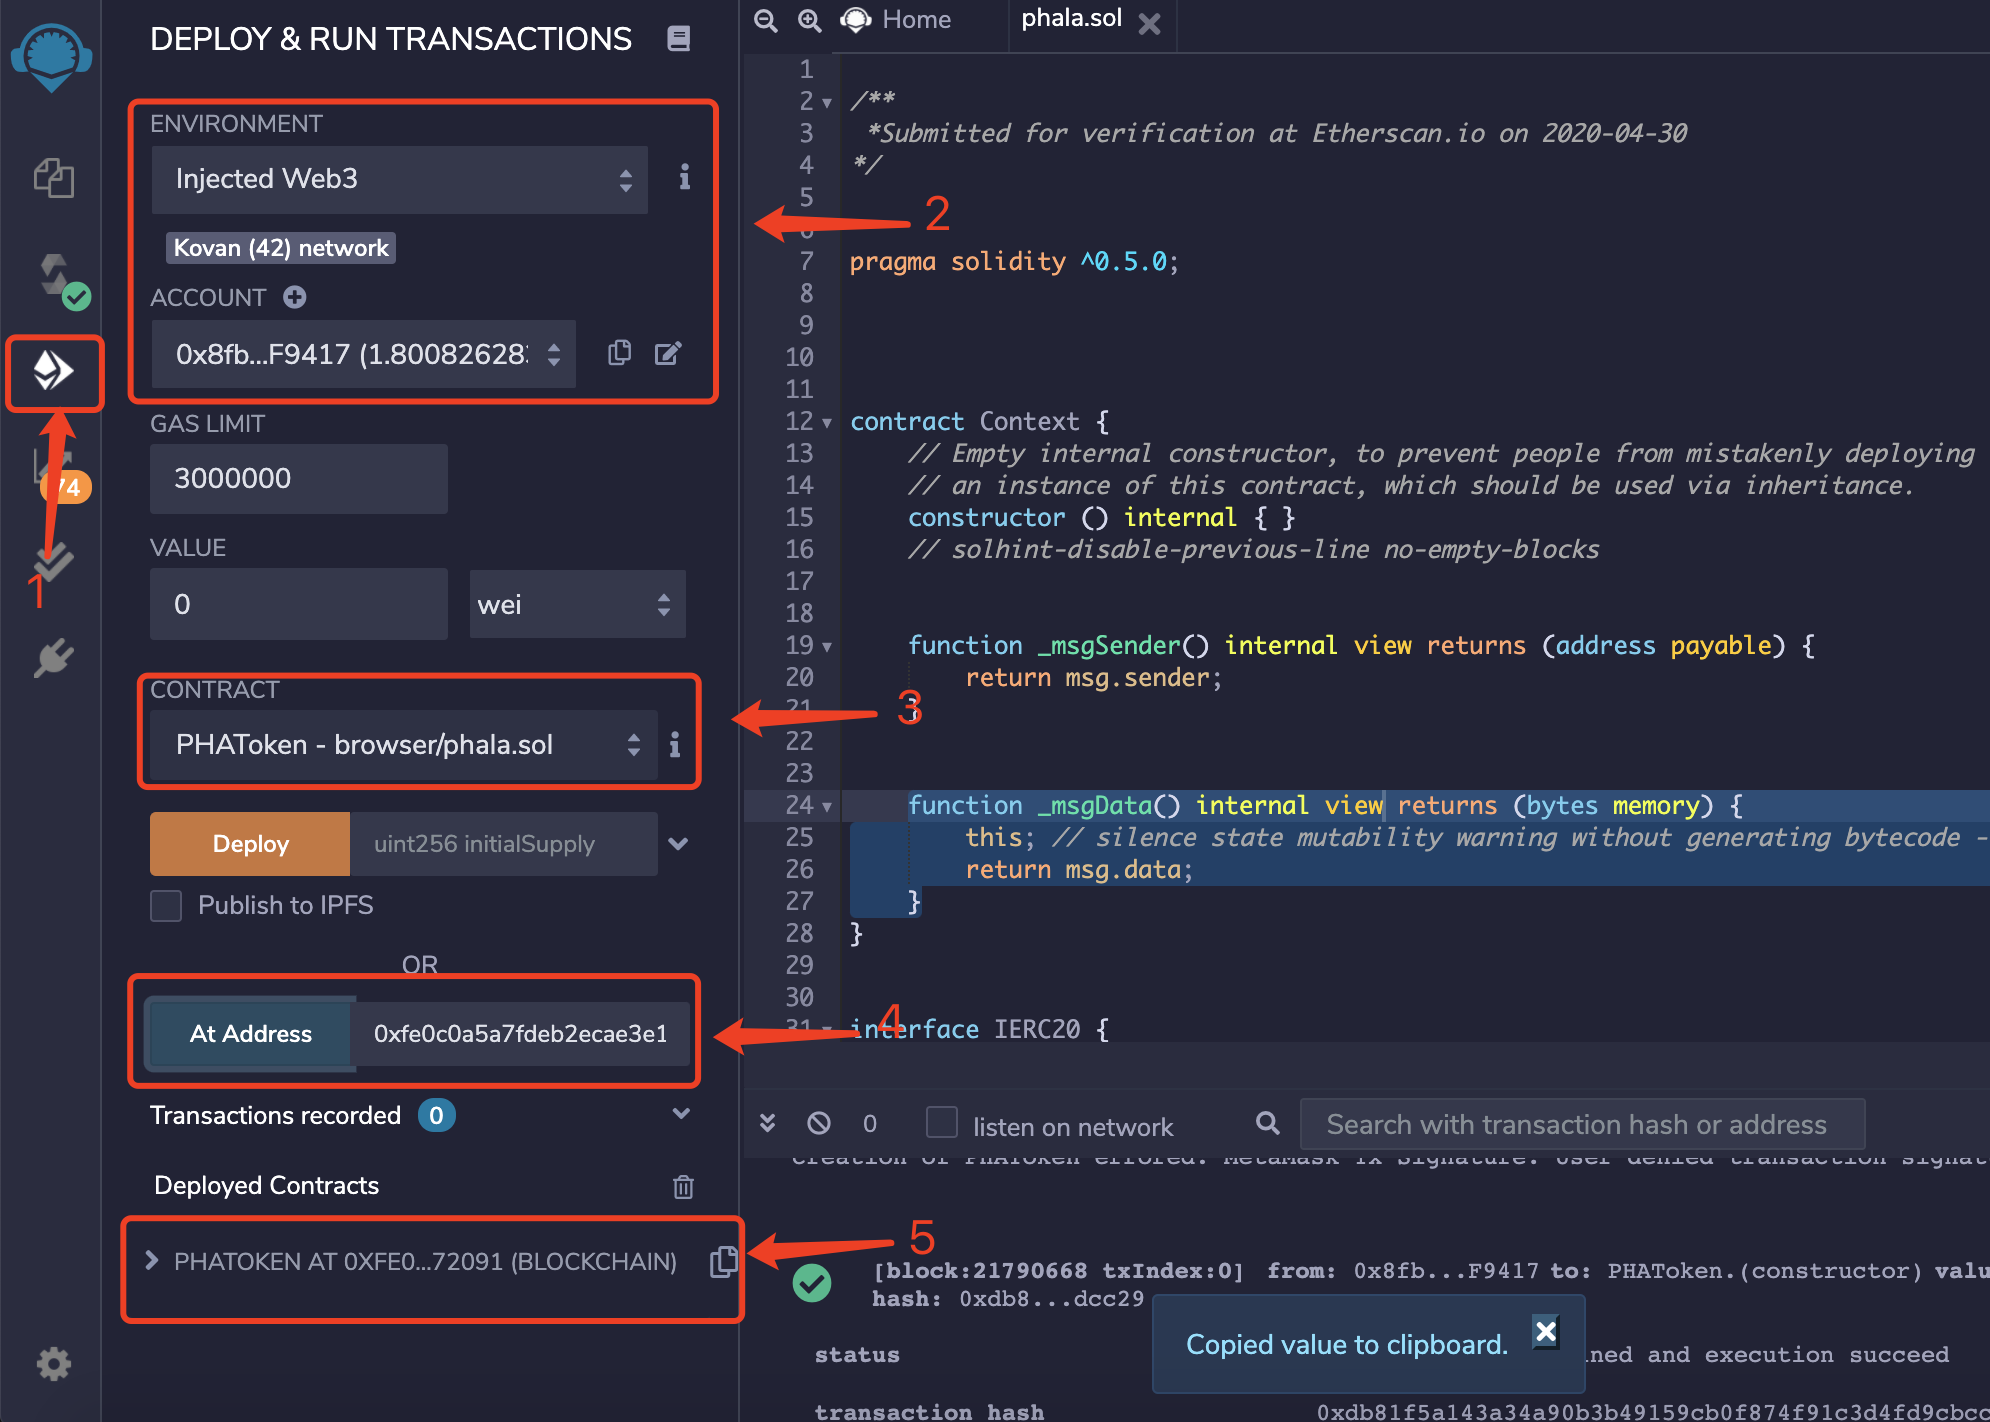 DEPLOY & RUN TRANSACTIONS
ENVIRONMENT
Injected Web3
Kovan (42) network
ACCOUNT
0x8fb...F9417 (1.80082628
GAS LIMIT
3000000
VALUE
0
wei
CONTRACT
PHAToken - browser/phala.sol
Deploy
uint256 initialSupply
Publish to IPFS
OR
At Address
0xfe0c0a5a7fdeb2ecae3e1
Transactions recorded 0
Deployed Contracts
PHATOKEN AT 0XFE0...72091 (BLOCKCHAIN)
74
1
2
3
4
5
Home
phala.sol
1
2 /**
3 *Submitted for verification at Etherscan.io on 2020-04-30
4 */
5
6
7 pragma solidity ^0.5.0;
8
9
10
11
12 contract Context {
13 // Empty internal constructor, to prevent people from mistakenly deploying
14 // an instance of this contract, which should be used via inheritance.
15 constructor () internal { }
16 // solhint-disable-previous-line no-empty-blocks
17
18
19 function _msgSender() internal view returns (address payable) {
20 return msg.sender;
21 }
22
23
24 function _msgData() internal view returns (bytes memory) {
25 this; // silence state mutability warning without generating bytecode -
26 return msg.data;
27 }
28 }
29
30
31 interface IERC20 {
0
listen on network
Search with transaction hash or address
creation of PHAToken errored: MetaMask Tx Signature: User denied transaction signat
[block:21790668 txIndex:0] from: 0x8fb...F9417 to: PHAToken.(constructor) valu
hash: 0xdb8...dcc29
Copied value to clipboard.
status
ned and execution succeed
transaction hash
0xdb81f5a143a34a90b3b49159cb0f874f91c3d4fd9cbcc